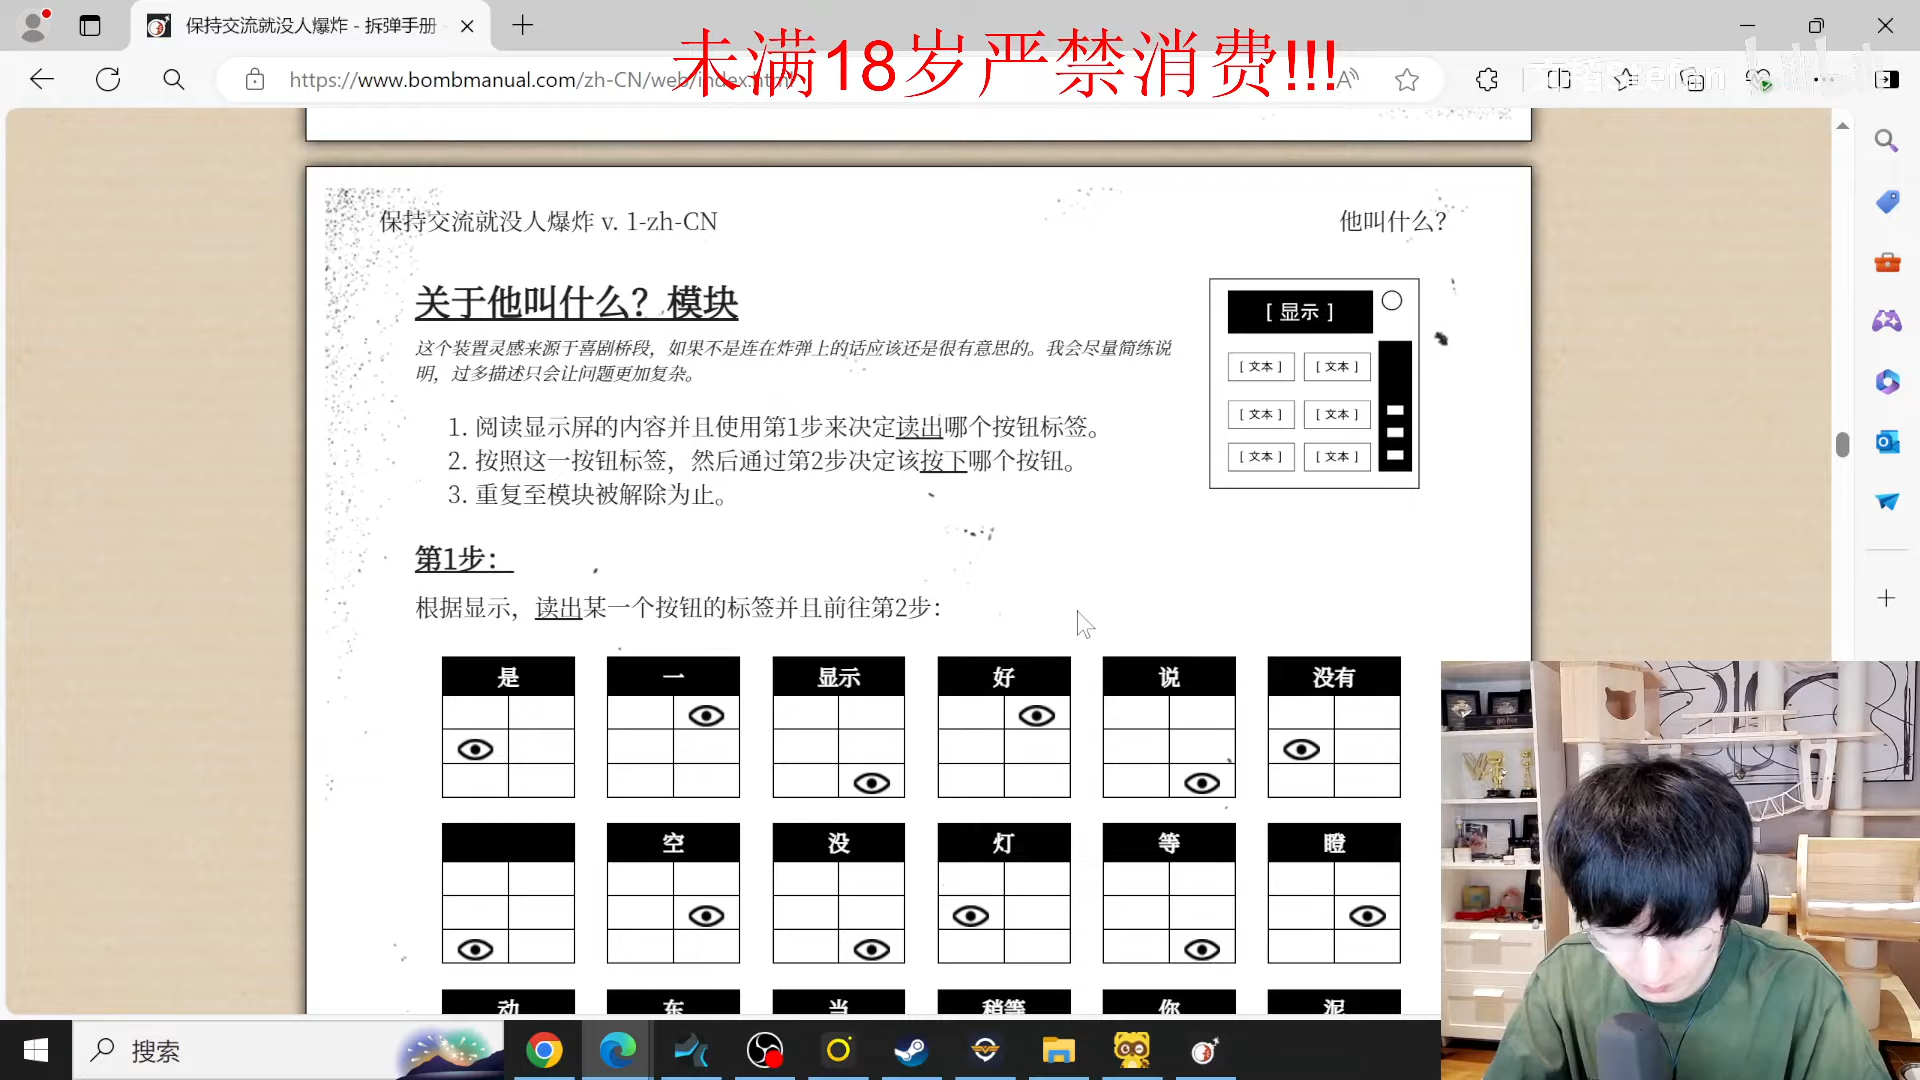 保持交流就没人爆炸 - 拆弹手册
未满18岁严禁消费!!!
https://www.bombmanual.com/zh-CN/web/index.html
保持交流就没人爆炸 v. 1-zh-CN
他叫什么？
关于他叫什么？模块
这个装置灵感来源于喜剧桥段，如果不是连在炸弹上的话应该还是很有意思的。我会尽量简练说
明，过多描述只会让问题更加复杂。
[ 显示 ]
[ 文本 ] [ 文本 ]
[ 文本 ] [ 文本 ]
[ 文本 ] [ 文本 ]
1. 阅读显示屏的内容并且使用第1步来决定读出哪个按钮标签。
2. 按照这一按钮标签，然后通过第2步决定该按下哪个按钮。
3. 重复至模块被解除为止。
第1步：
根据显示，读出某一个按钮的标签并且前往第2步：
是 一 显示 好 说 没有
空 没 灯 等 瞪
动 东 当 稍等 你 泥
搜索